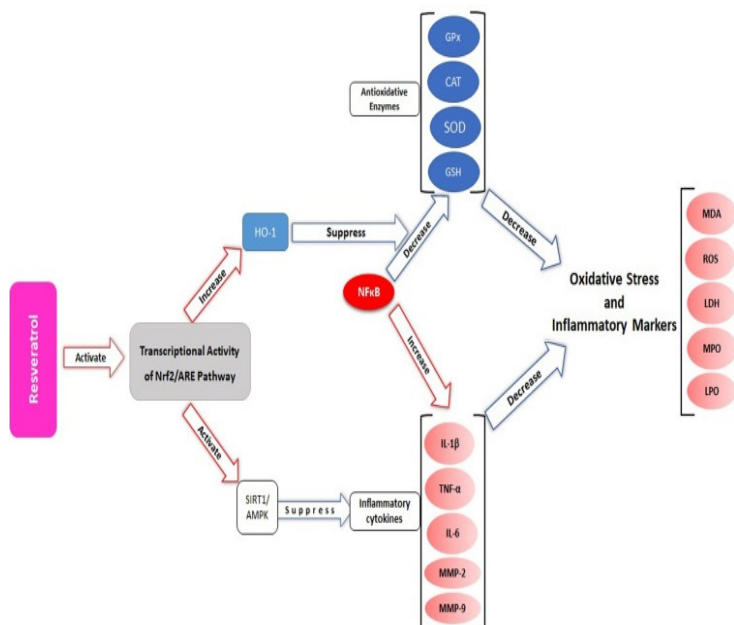 Resveratrol
Activate
Transcriptional Activity
of Nrf2/ARE Pathway
Increase
HO-1
Suppress
Activate
SIRT1/
AMPK
Suppress
Inflammatory
cytokines
NFκB
Decrease
Increase
Antioxidative
Enzymes
GPx
CAT
SOD
GSH
IL-1β
TNF-α
IL-6
MMP-2
MMP-9
Decrease
Decrease
Oxidative Stress
and
Inflammatory Markers
MDA
ROS
LDH
MPO
LPO